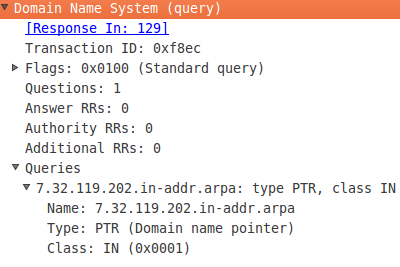 Domain Name System (query)
[Response In: 129]
Transaction ID: 0xf8ec
Flags: 0x0100 (Standard query)
Questions: 1
Answer RRs: 0
Authority RRs: 0
Additional RRs: 0
Queries
7.32.119.202.in-addr.arpa: type PTR, class IN
Name: 7.32.119.202.in-addr.arpa
Type: PTR (Domain name pointer)
Class: IN (0x0001)